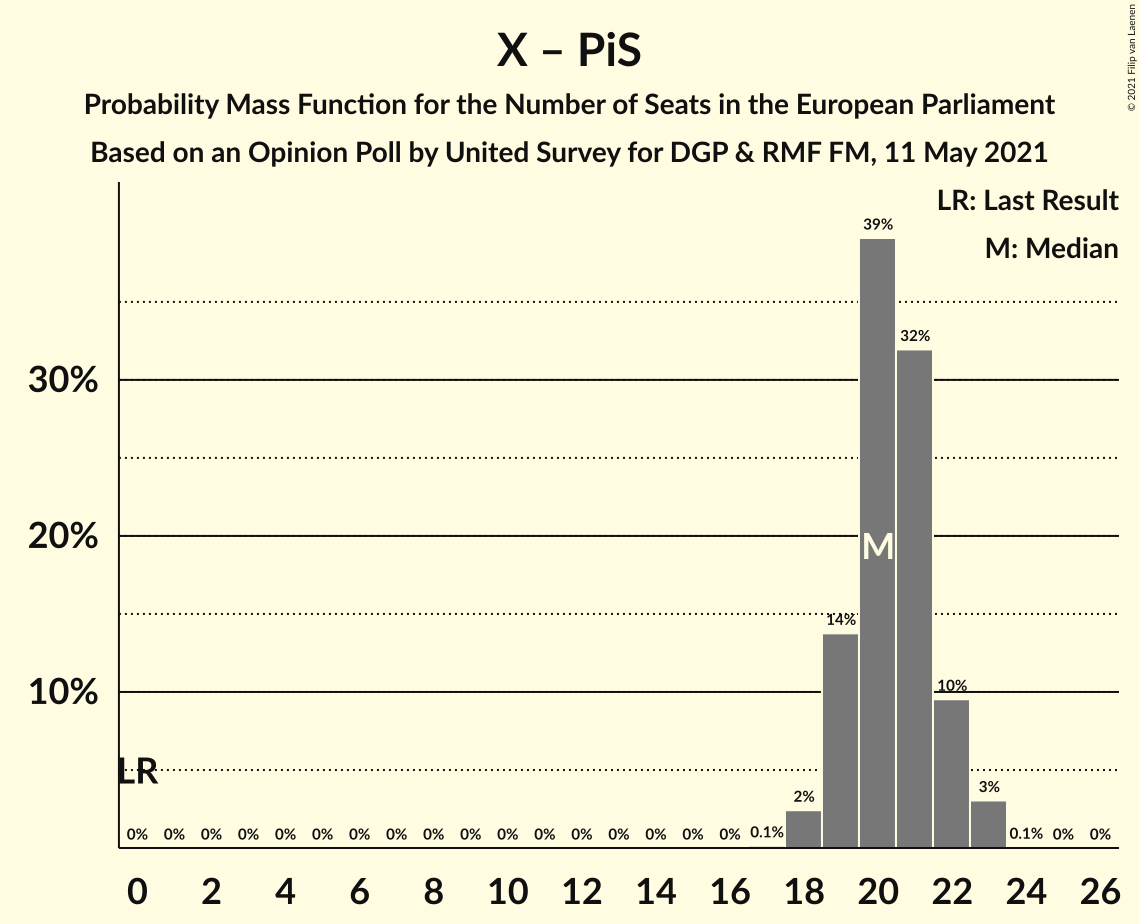 X – PiS
Probability Mass Function for the Number of Seats in the European Parliament
Based on an Opinion Poll by United Survey for DGP & RMF FM, 11 May 2021
© 2021 Filip van Laenen
LR: Last Result
M: Median
39%
32%
30%
20%
M
14%
10%
10%
LR
3%
2%
0% 0% 0% 0% 0% 0% 0% 0% 0% 0% 0% 0% 0% 0% 0% 0% 0% 0.1% 0.1% 0% 0%
0 2 4 6 8 10 12 14 16 18 20 22 24 26